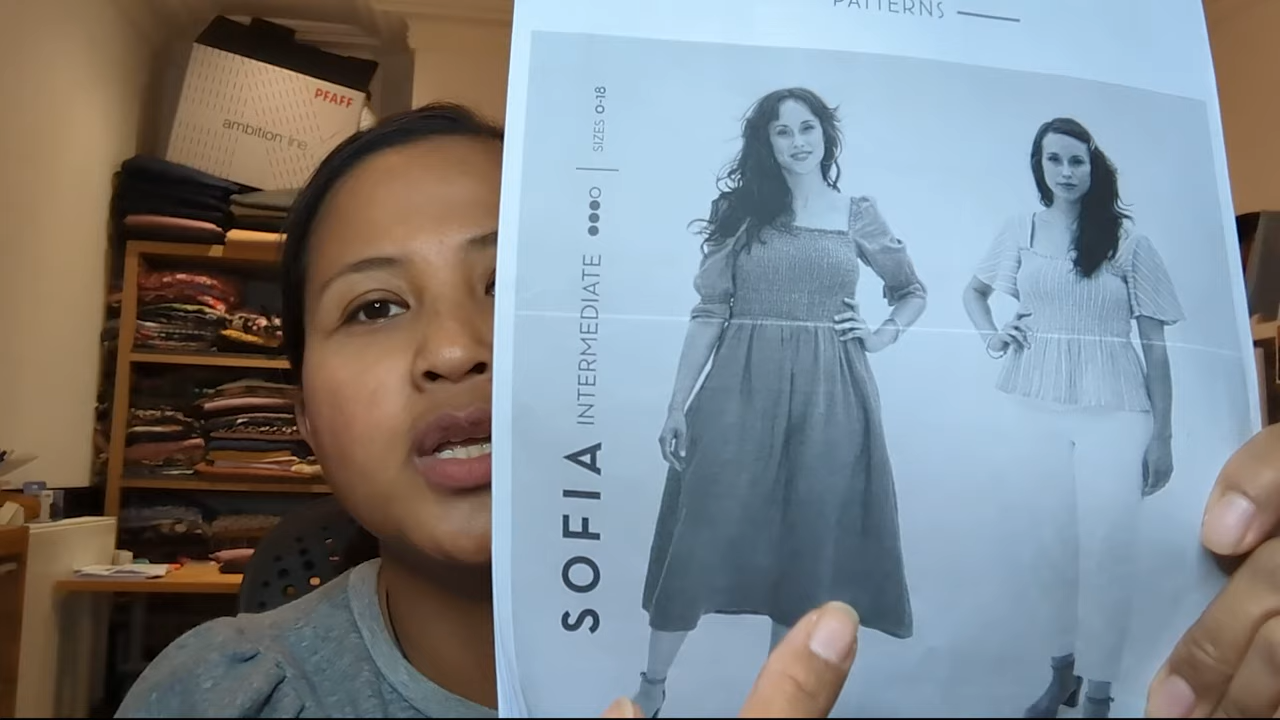 PFAFF
ambition line
PATTERNS
SOFIA INTERMEDIATE SIZES 0-18